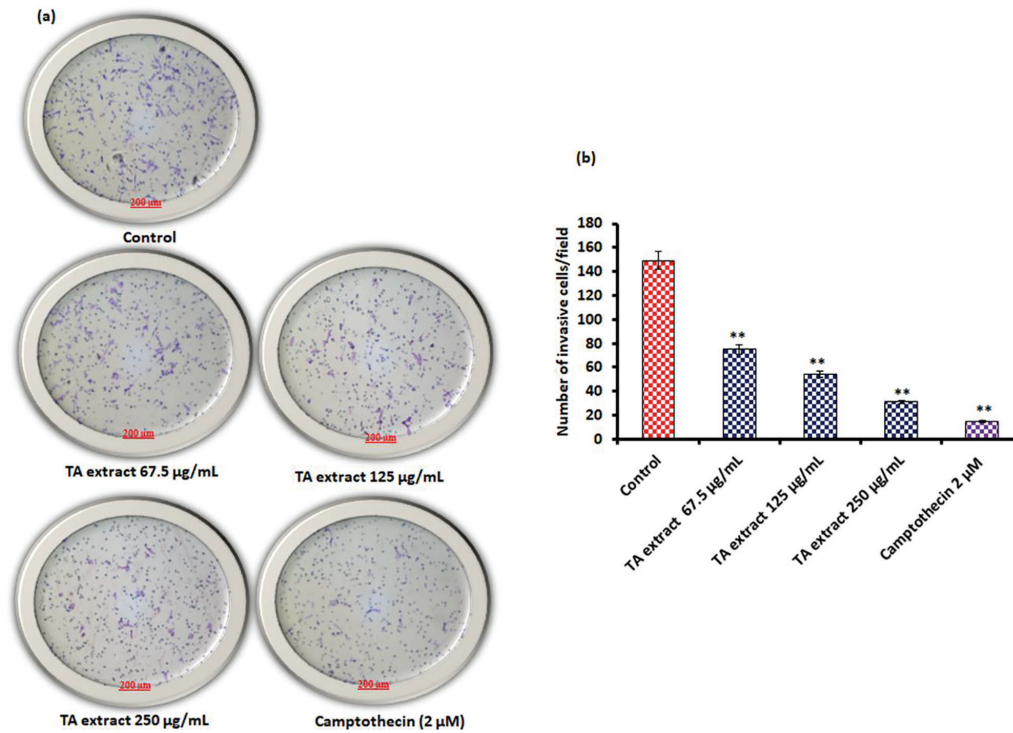 (a)
200 µm
Control
200 µm
TA extract 67.5 µg/mL
200 µm
TA extract 125 µg/mL
200 µm
TA extract 250 µg/mL
200 µm
Camptothecin (2 µM)
(b)
Number of invasive cells/field
180
160
140
120
100
80
60
40
20
0
**
**
**
**
Control
TA extract 67.5 µg/mL
TA extract 125 µg/mL
TA extract 250 µg/mL
Camptothecin 2 µM